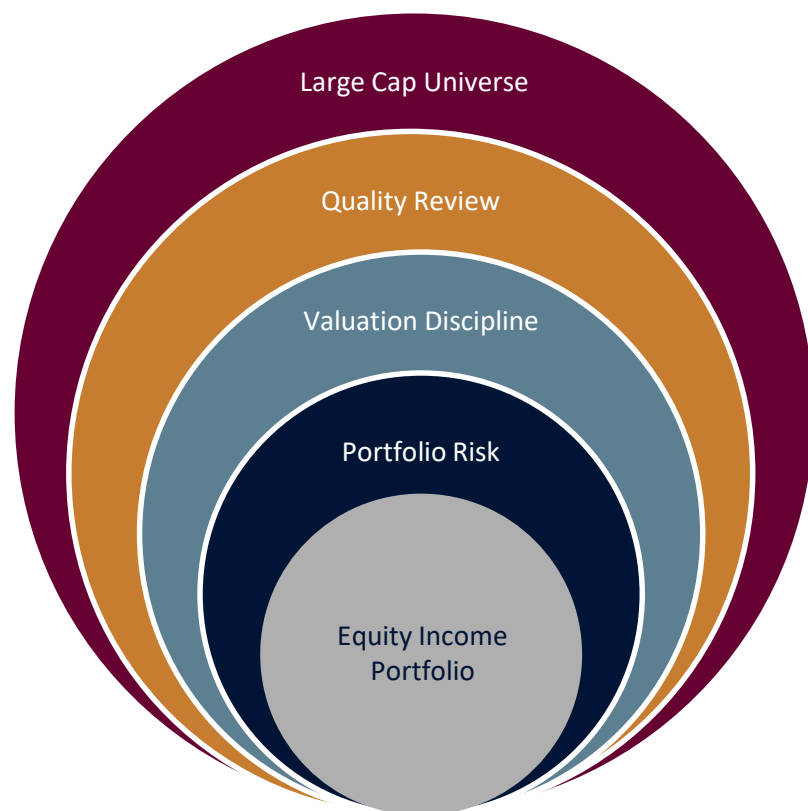 Large Cap Universe
Quality Review
Valuation Discipline
Portfolio Risk
Equity Income
Portfolio